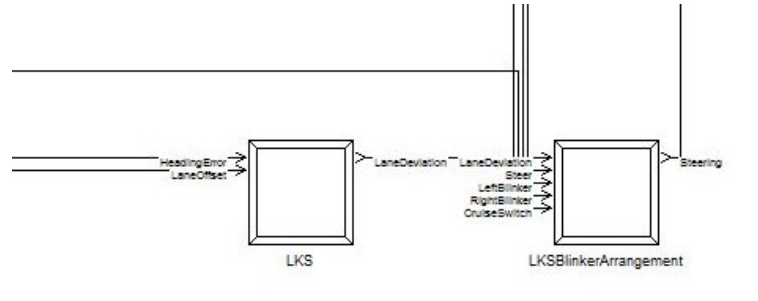 HeadingError
LaneOffset
LaneDeviation
LaneDeviation
Steer
LeftBlinker
RightBlinker
CruiseSwitch
Steering
LKS
LKSBlinkerArrangement